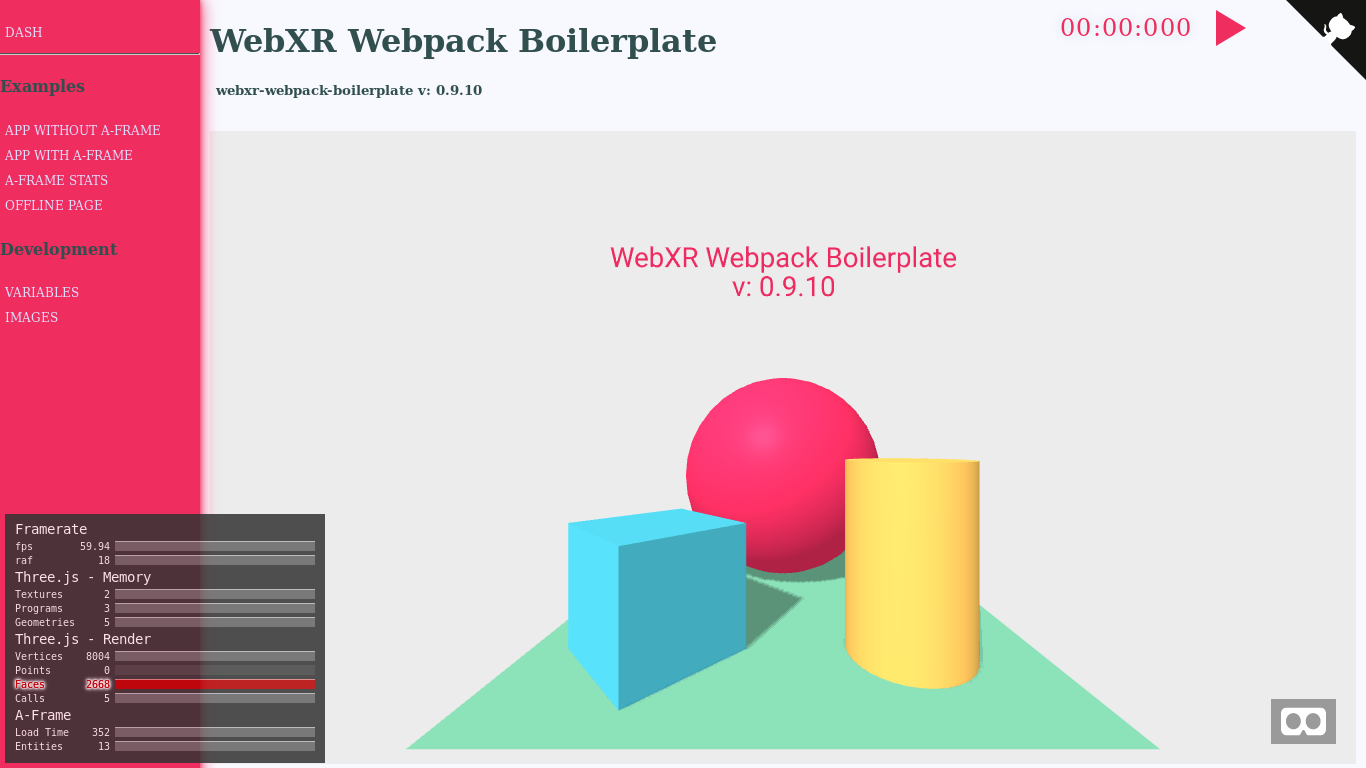 DASH
Examples
APP WITHOUT A-FRAME
APP WITH A-FRAME
A-FRAME STATS
OFFLINE PAGE
Development
VARIABLES
IMAGES
WebXR Webpack Boilerplate
webxr-webpack-boilerplate v: 0.9.10
00:00:000
WebXR Webpack Boilerplate
v: 0.9.10
Framerate
fps 59.94
raf 18
Three.js - Memory
Textures 2
Programs 3
Geometries 5
Three.js - Render
Vertices 8004
Points 0
Faces 2668
Calls 5
A-Frame
Load Time 352
Entities 13